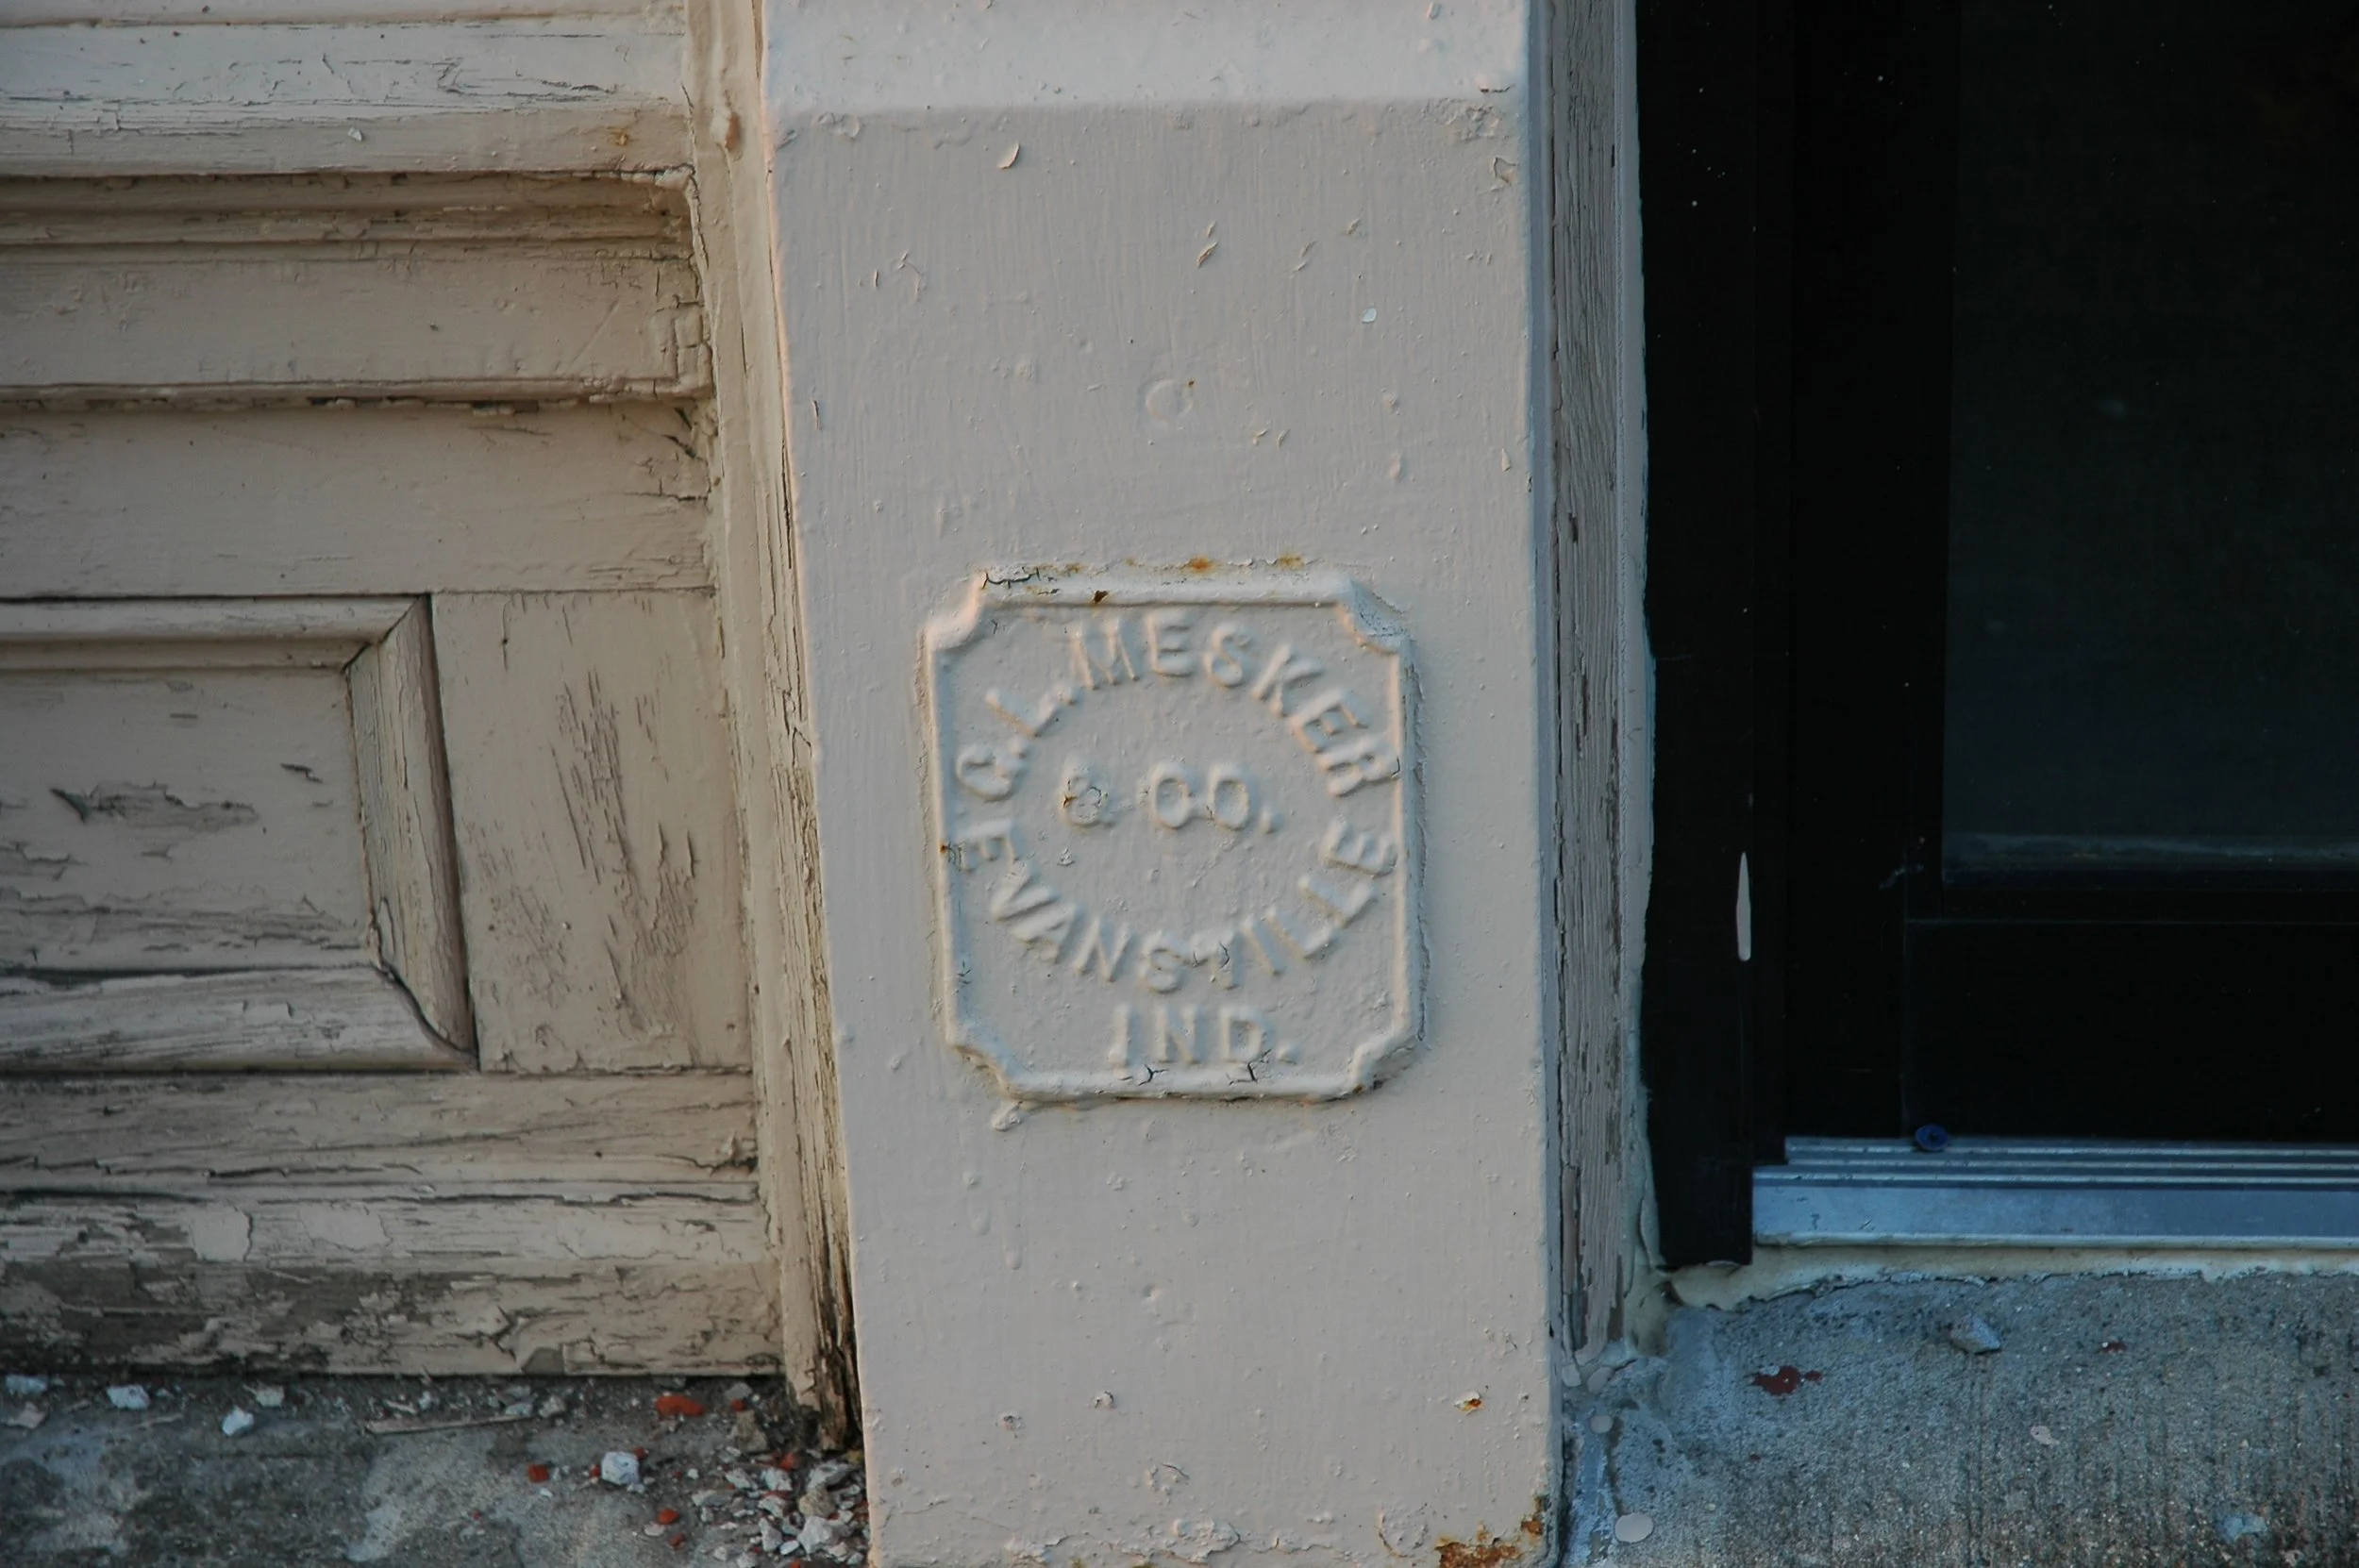 G.L. MESKER
& CO.
EVANSVILLE
IND.